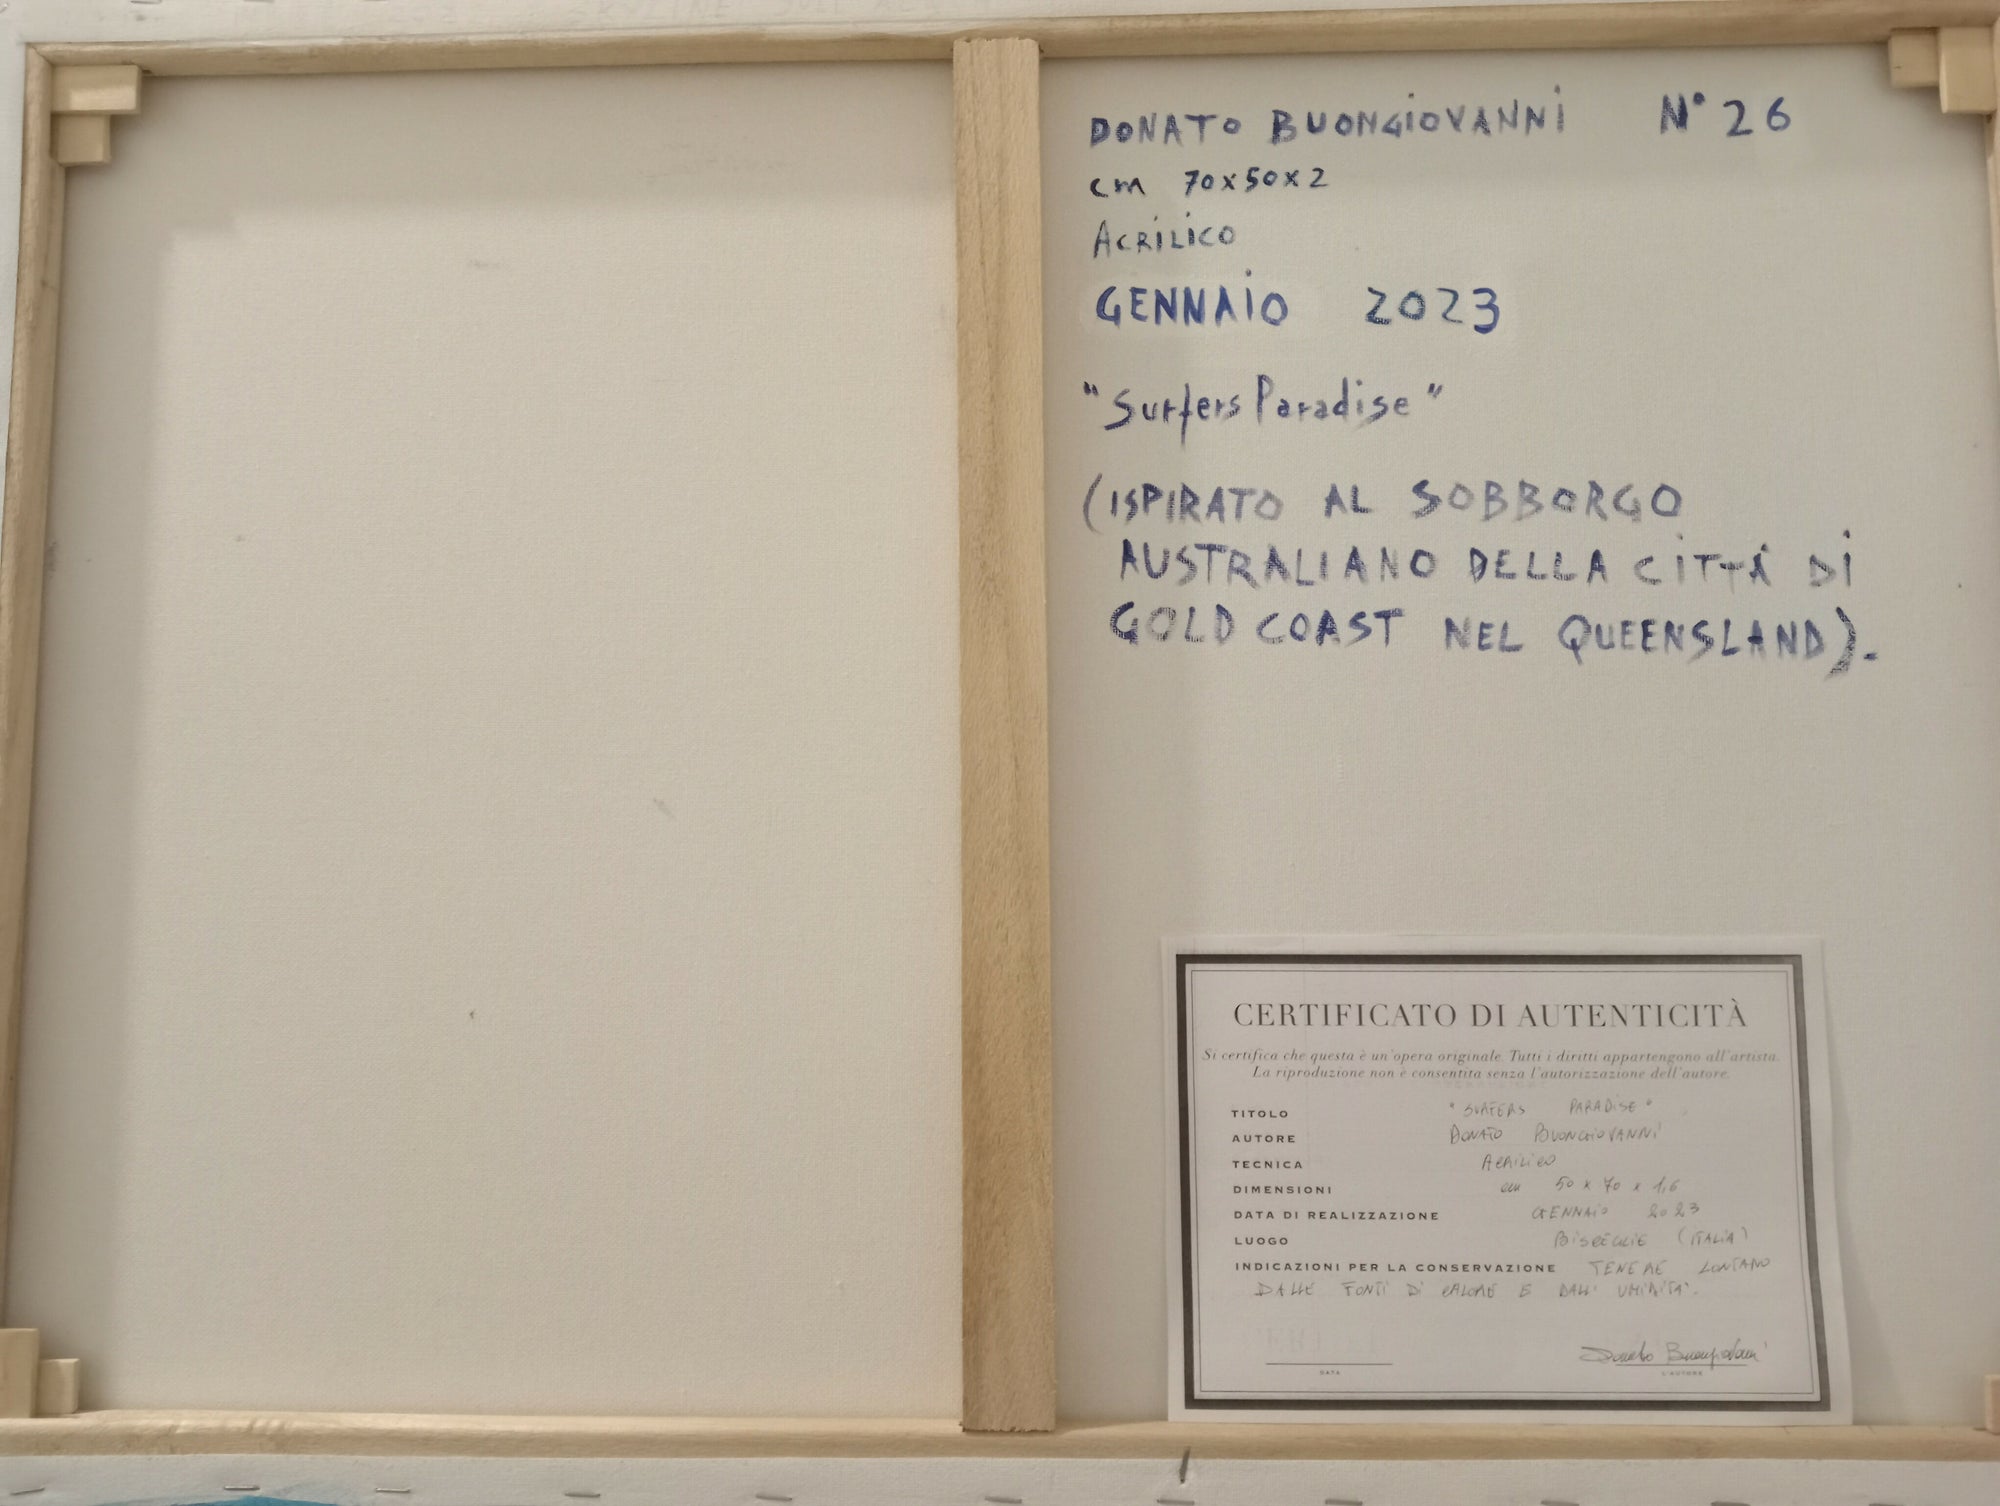 DONATO BUONGIOVANNI N° 26
cm 70x50x2
ACRILICO
GENNAIO 2023
"Surfers Paradise"
(ISPIRATO AL SOBBORGO
AUSTRALIANO DELLA CITTÁ DI
GOLD COAST NEL QUEENSLAND).-
CERTIFICATO DI AUTENTICITÀ
Si certifica che questa è un'opera originale. Tutti i diritti appartengono all'artista.
La riproduzione non è consentita senza l'autorizzazione dell'autore.
TITOLO "SURFERS PARADISE"
AUTORE DONATO BUONGIOVANNI
TECNICA ACRILICO
DIMENSIONI cm 50 x 70 x 1,6
DATA DI REALIZZAZIONE GENNAIO 2023
LUOGO BISCEGLIE (ITALIA)
INDICAZIONI PER LA CONSERVAZIONE TENERE LONTANO
DALLE FONTI DI CALORE E DALL' UMIDITA'.
Donato Buongiovanni
DATA L'AUTORE